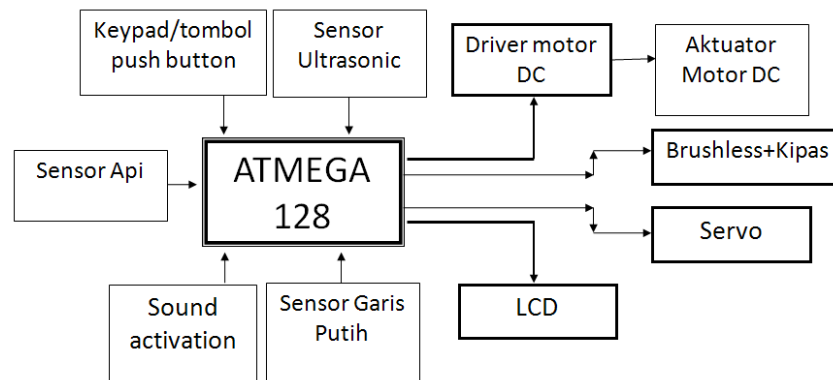 Keypad/tombol
push button
Sensor
Ultrasonic
Driver motor
DC
Aktuator
Motor DC
Sensor Api
ATMEGA
128
Brushless+Kipas
Servo
Sound
activation
Sensor Garis
Putih
LCD